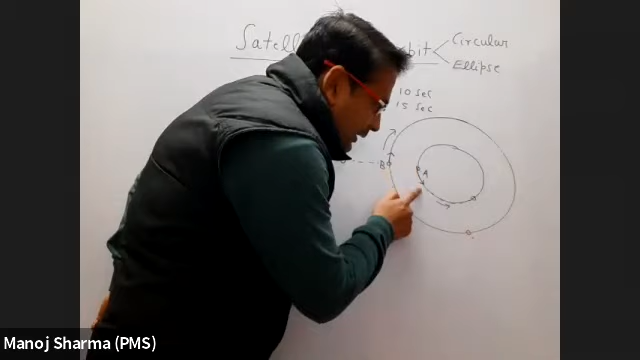 Satell bit
Circular
Ellipse
10 Sec
15 Sec
B
A
Manoj Sharma (PMS)